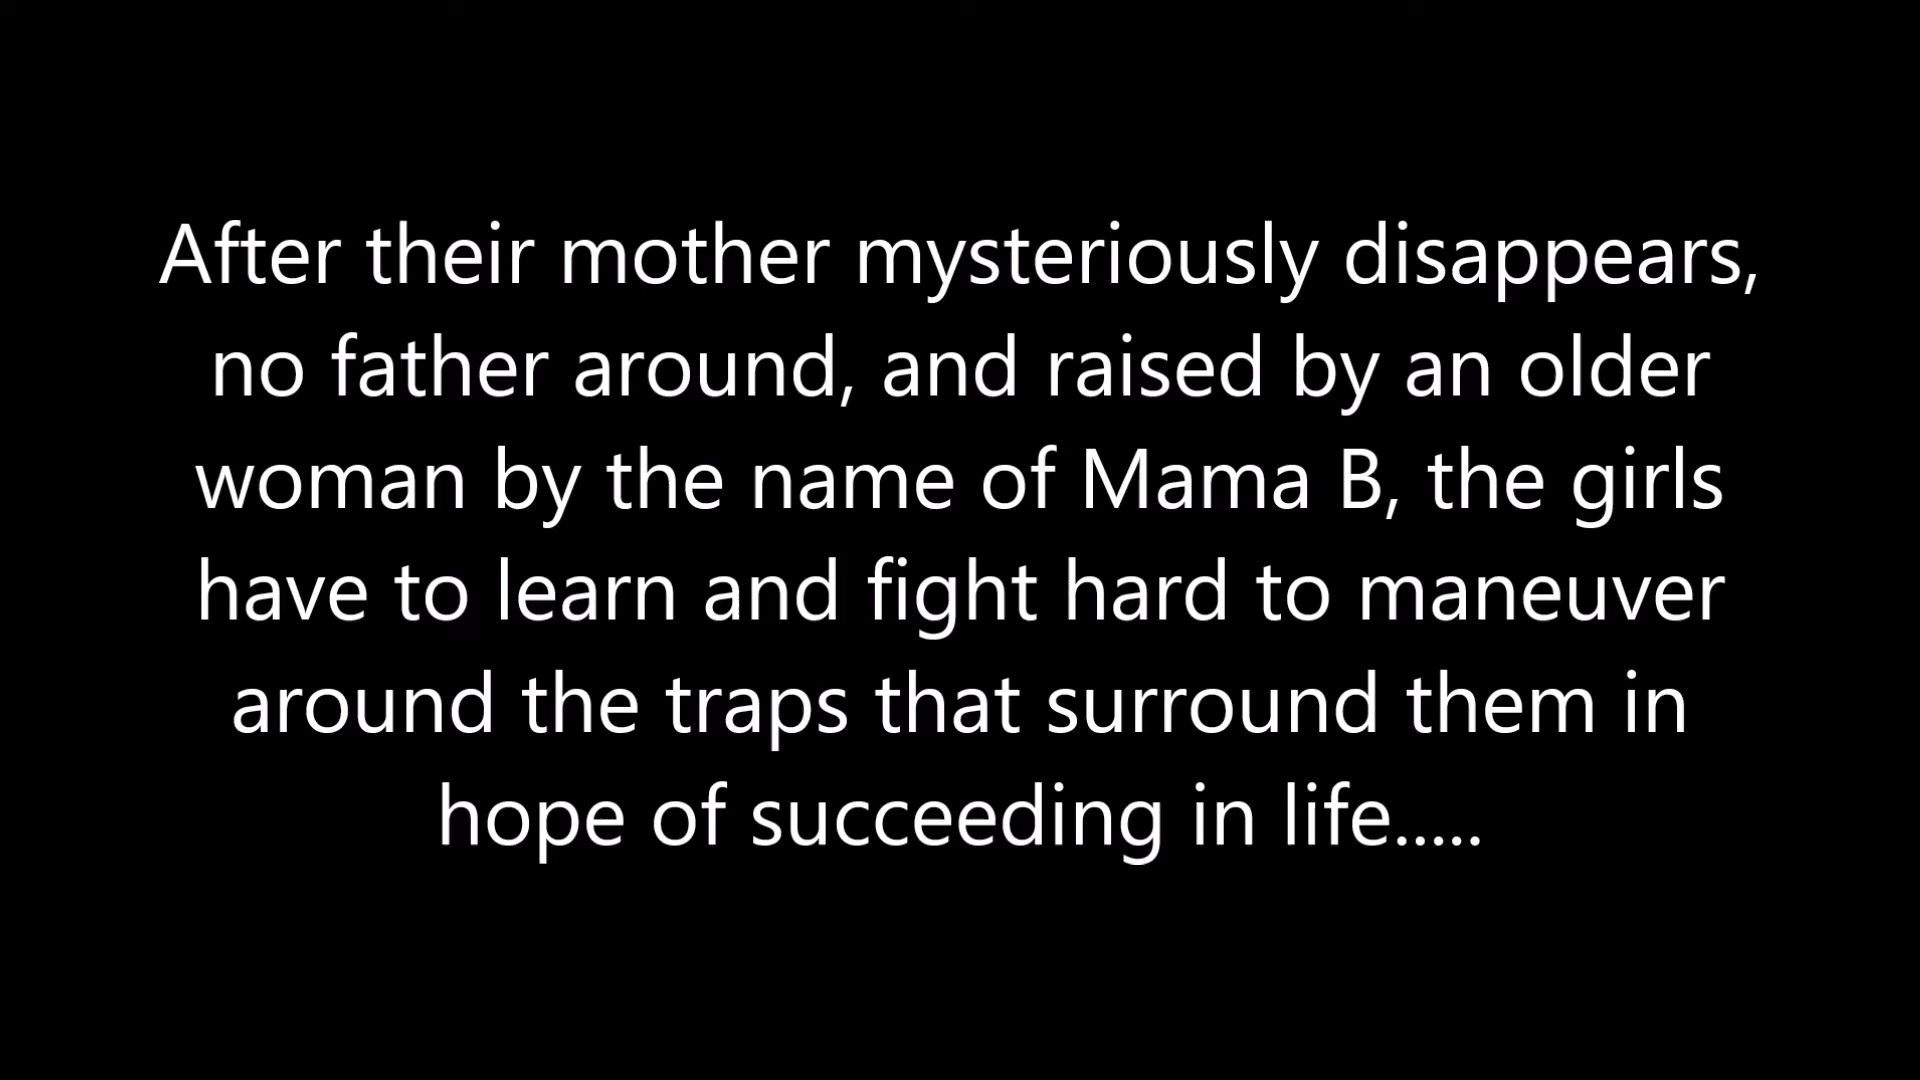 After their mother mysteriously disappears,
no father around, and raised by an older
woman by the name of Mama B, the girls
have to learn and fight hard to maneuver
around the traps that surround them in
hope of succeeding in life.....